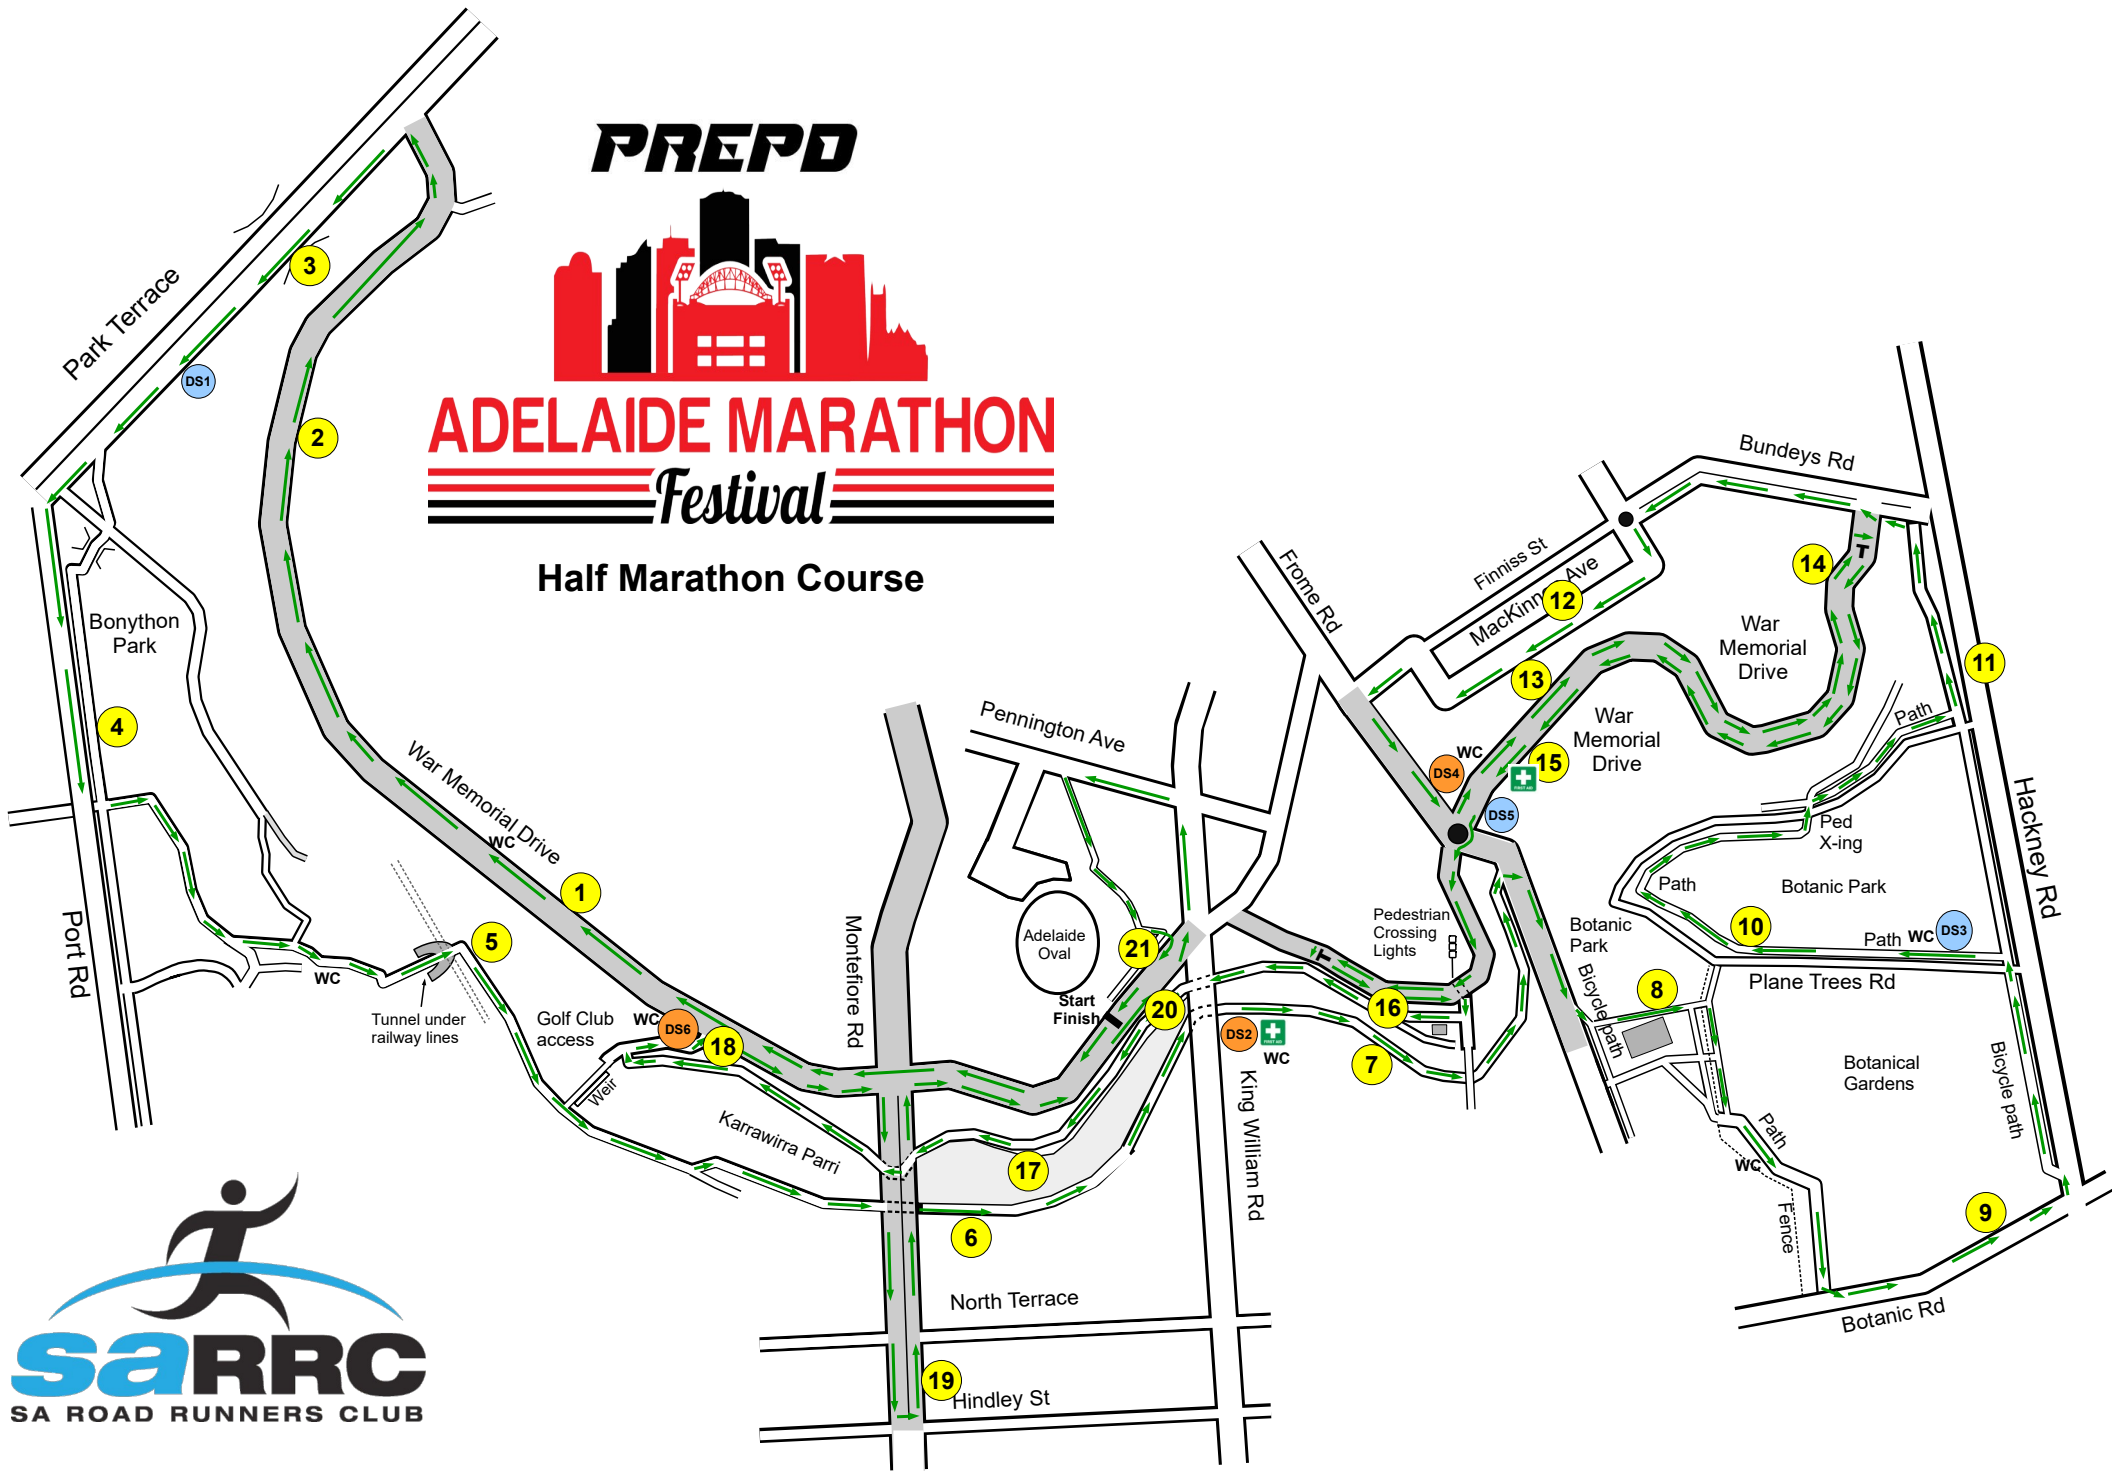 PREPD
ADELAIDE MARATHON
Festival
Half Marathon Course
Park Terrace
3
DS1
2
Bonython
Park
4
Port Rd
War Memorial Drive
WC
1
5
WC
Tunnel under
railway lines
Golf Club
access
WC
DS6
18
Weir
Karrawirra Parri
Montefiore Rd
Pennington Ave
Adelaide
Oval
21
Start
Finish
20
17
6
North Terrace
19
Hindley St
King William Rd
DS2
FIRST AID
WC
7
16
Pedestrian
Crossing
Lights
Frome Rd
Finniss St
MacKinn Ave
12
Bundeys Rd
14
T
War
Memorial
Drive
13
War
Memorial
Drive
15
WC
DS4
FIRST AID
DS5
T
11
Path
Hackney Rd
Ped
X-ing
Path
Botanic Park
10
Path
WC
DS3
Plane Trees Rd
Botanic
Park
Bicycle path
8
Botanical
Gardens
Bicycle path
Path
WC
Fence
9
Botanic Rd
saRRC
SA ROAD RUNNERS CLUB